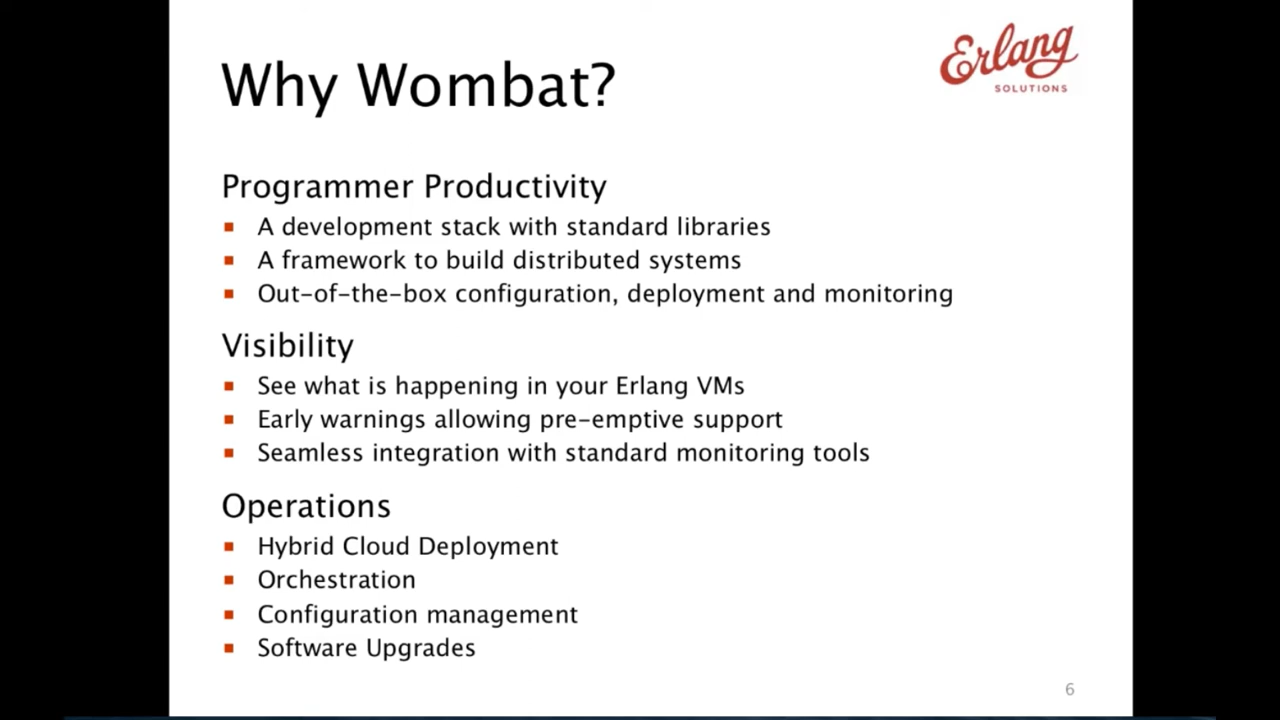 Erlang
SOLUTIONS
Why Wombat?
Programmer Productivity
A development stack with standard libraries
A framework to build distributed systems
Out-of-the-box configuration, deployment and monitoring
Visibility
See what is happening in your Erlang VMs
Early warnings allowing pre-emptive support
Seamless integration with standard monitoring tools
Operations
Hybrid Cloud Deployment
Orchestration
Configuration management
Software Upgrades
6